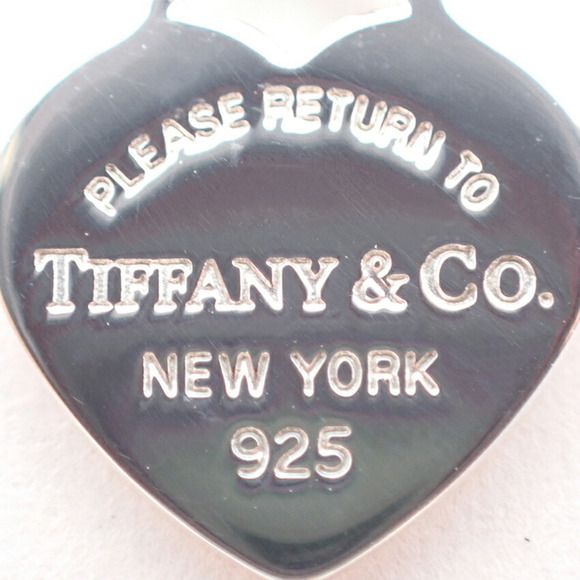 PLEASE RETURN TO
TIFFANY & CO.
NEW YORK
925